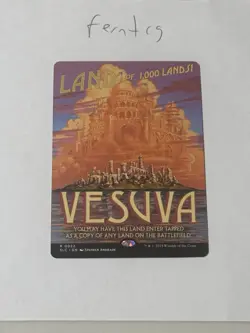 ferntcg
LAND OF 1,000 LANDS!
VESUVA
YOU MAY HAVE THIS LAND ENTER TAPPED
AS A COPY OF ANY LAND ON THE BATTLEFIELD.